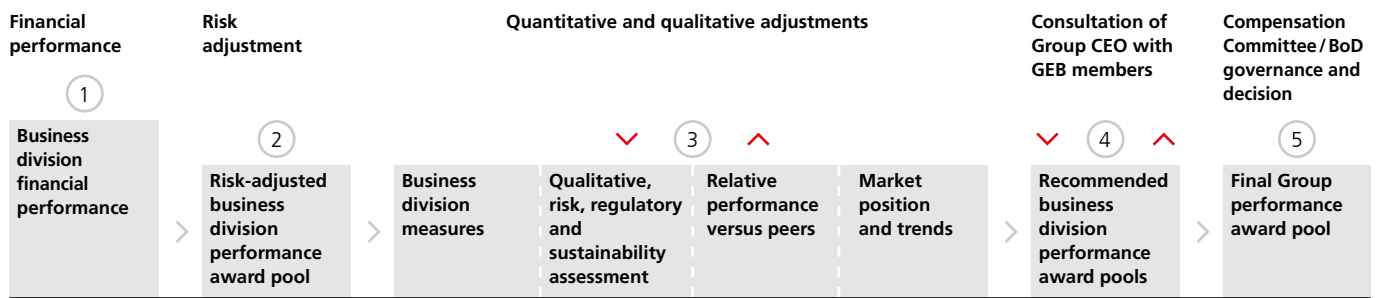 Financial
performance
Risk
adjustment
Quantitative and qualitative adjustments
Consultation of
Group CEO with
GEB members
Compensation
Committee / BoD
governance and
decision
1
Business
division
financial
performance
2
Risk-adjusted
business
division
performance
award pool
3
Business
division
measures
Qualitative,
risk, regulatory
and
sustainability
assessment
Relative
performance
versus peers
Market
position
and trends
4
Recommended
business
division
performance
award pools
5
Final Group
performance
award pool